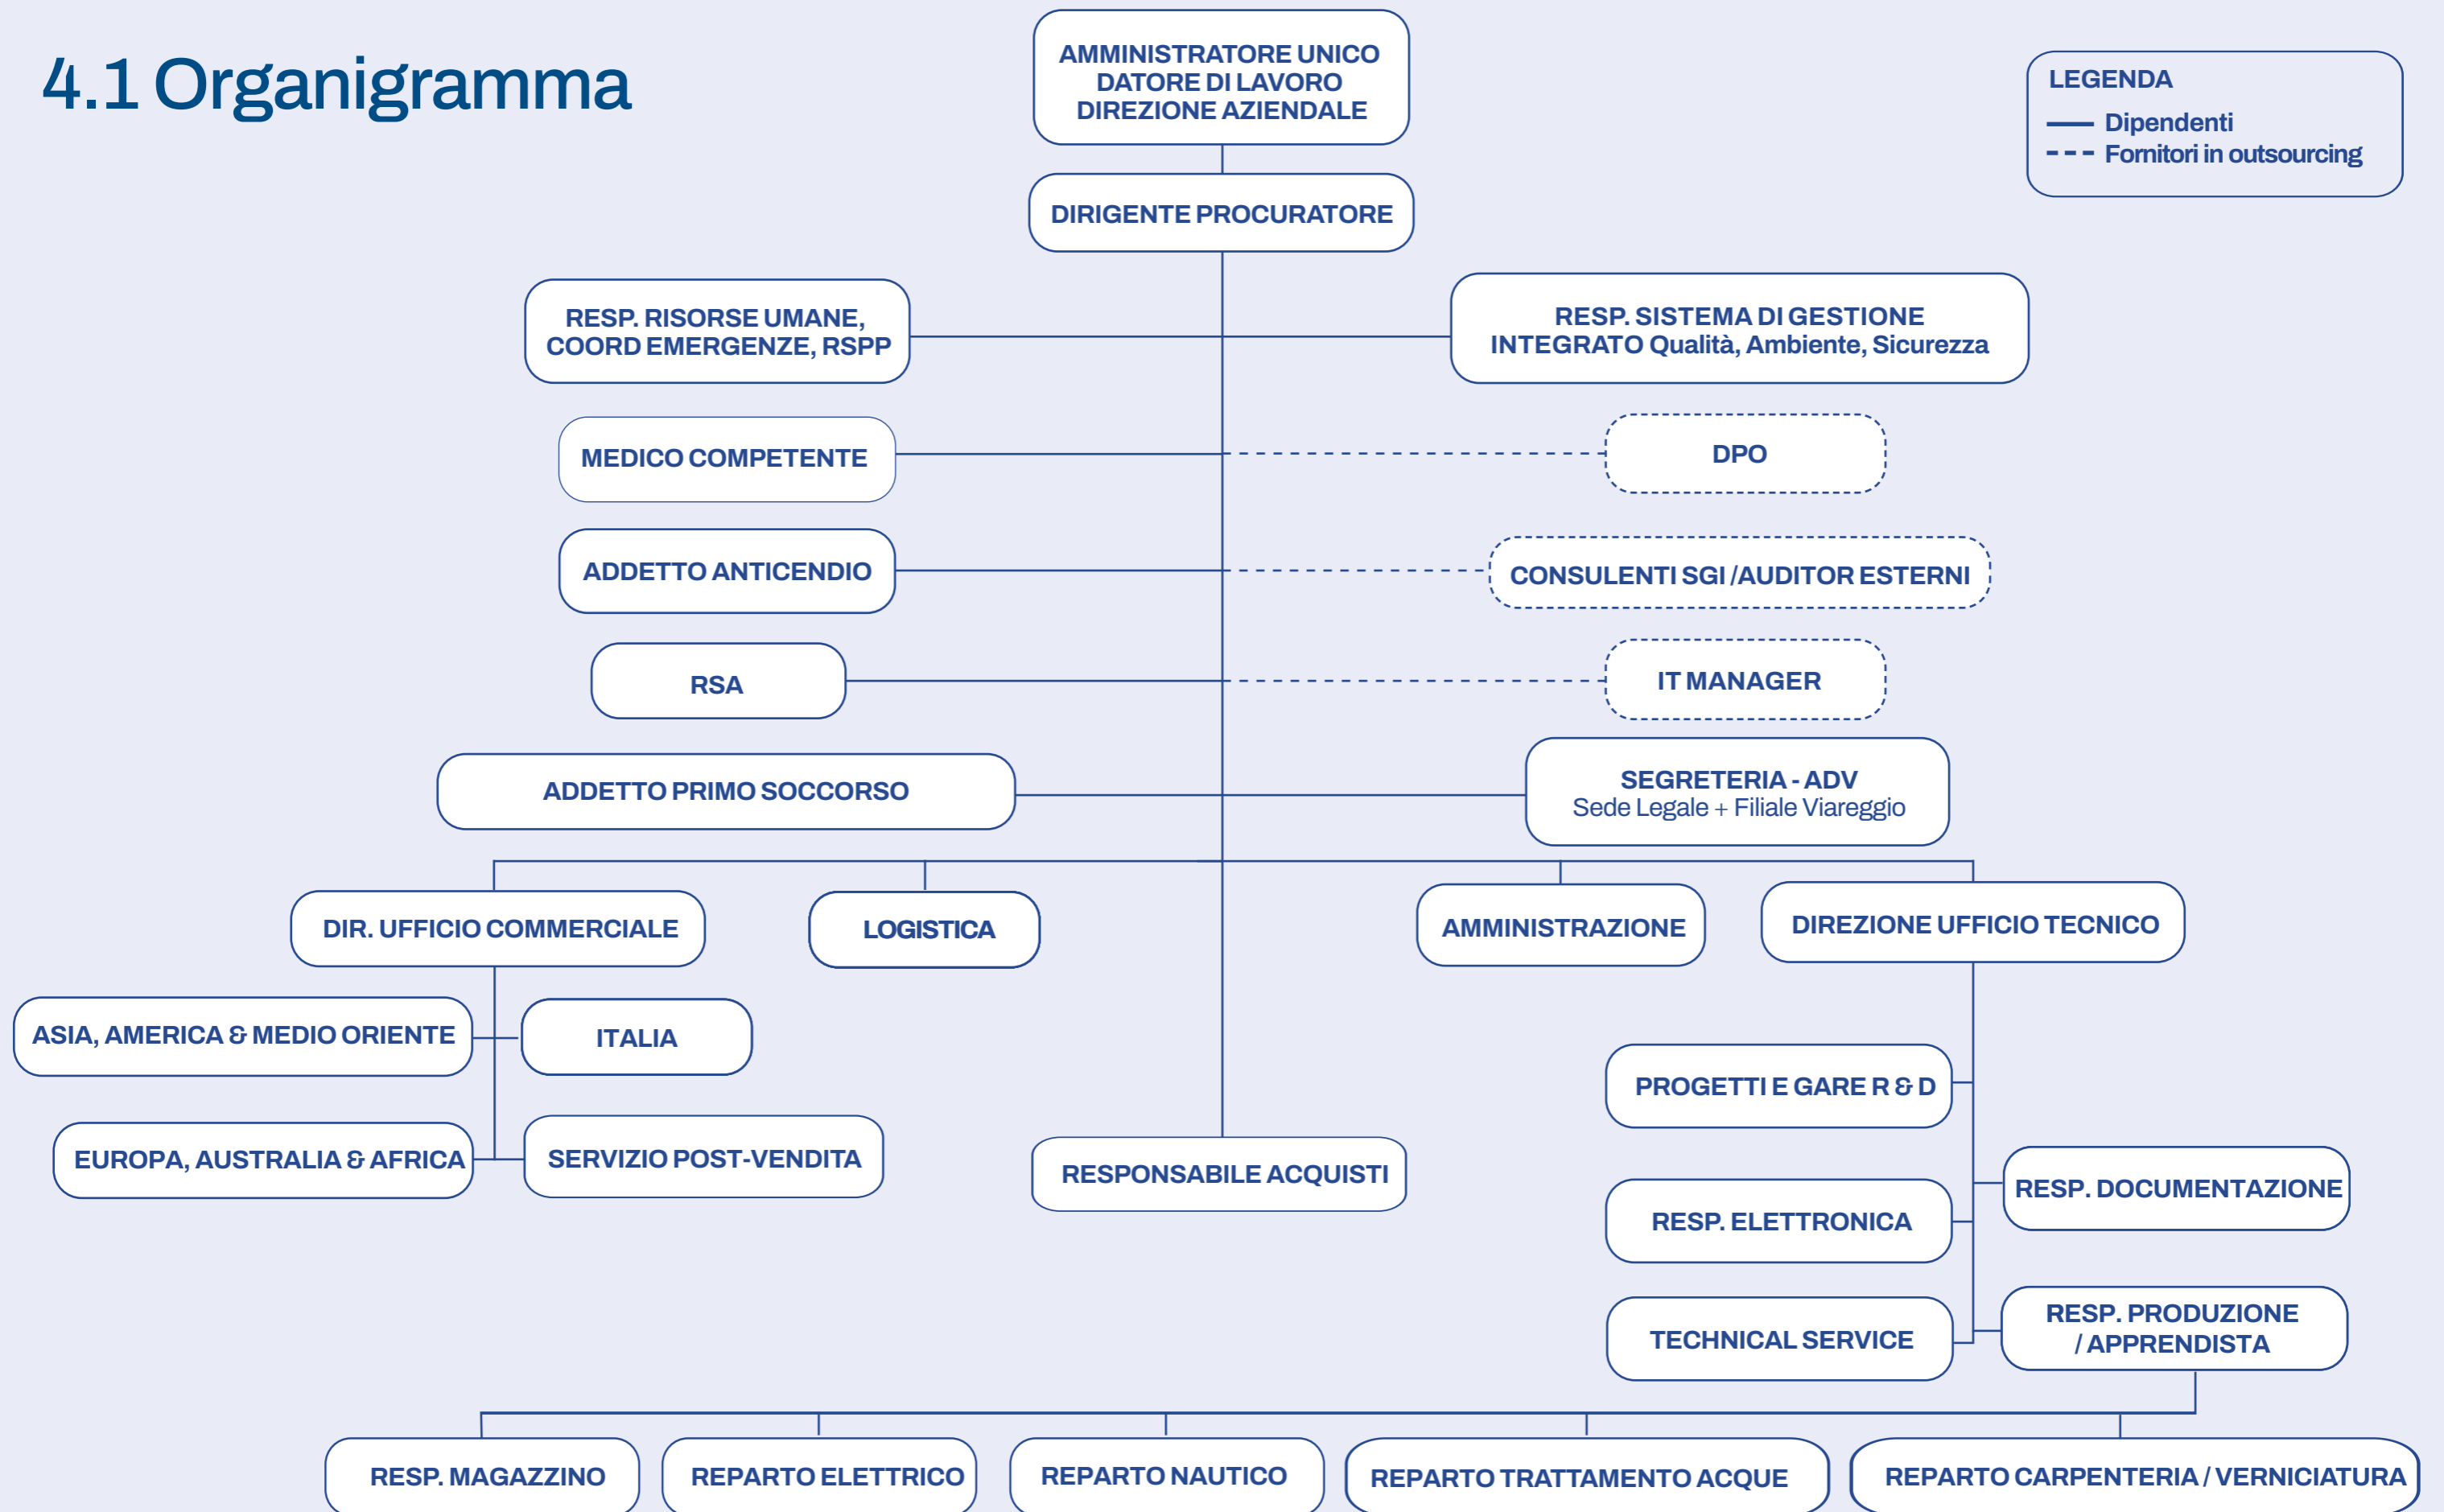 4.1 Organigramma
AMMINISTRATORE UNICO
DATORE DI LAVORO
DIREZIONE AZIENDALE
LEGENDA
Dipendenti
Fornitori in outsourcing
DIRIGENTE PROCURATORE
RESP. RISORSE UMANE,
COORD EMERGENZE, RSPP
RESP. SISTEMA DI GESTIONE
INTEGRATO Qualità, Ambiente, Sicurezza
MEDICO COMPETENTE
DPO
ADDETTO ANTICENDIO
CONSULENTI SGI /AUDITOR ESTERNI
RSA
IT MANAGER
ADDETTO PRIMO SOCCORSO
SEGRETERIA - ADV
Sede Legale + Filiale Viareggio
DIR. UFFICIO COMMERCIALE
LOGISTICA
AMMINISTRAZIONE
DIREZIONE UFFICIO TECNICO
ASIA, AMERICA & MEDIO ORIENTE
ITALIA
EUROPA, AUSTRALIA & AFRICA
SERVIZIO POST-VENDITA
RESPONSABILE ACQUISTI
PROGETTI E GARE R & D
RESP. DOCUMENTAZIONE
RESP. ELETTRONICA
RESP. PRODUZIONE
/ APPRENDISTA
TECHNICAL SERVICE
RESP. MAGAZZINO
REPARTO ELETTRICO
REPARTO NAUTICO
REPARTO TRATTAMENTO ACQUE
REPARTO CARPENTERIA / VERNICIATURA